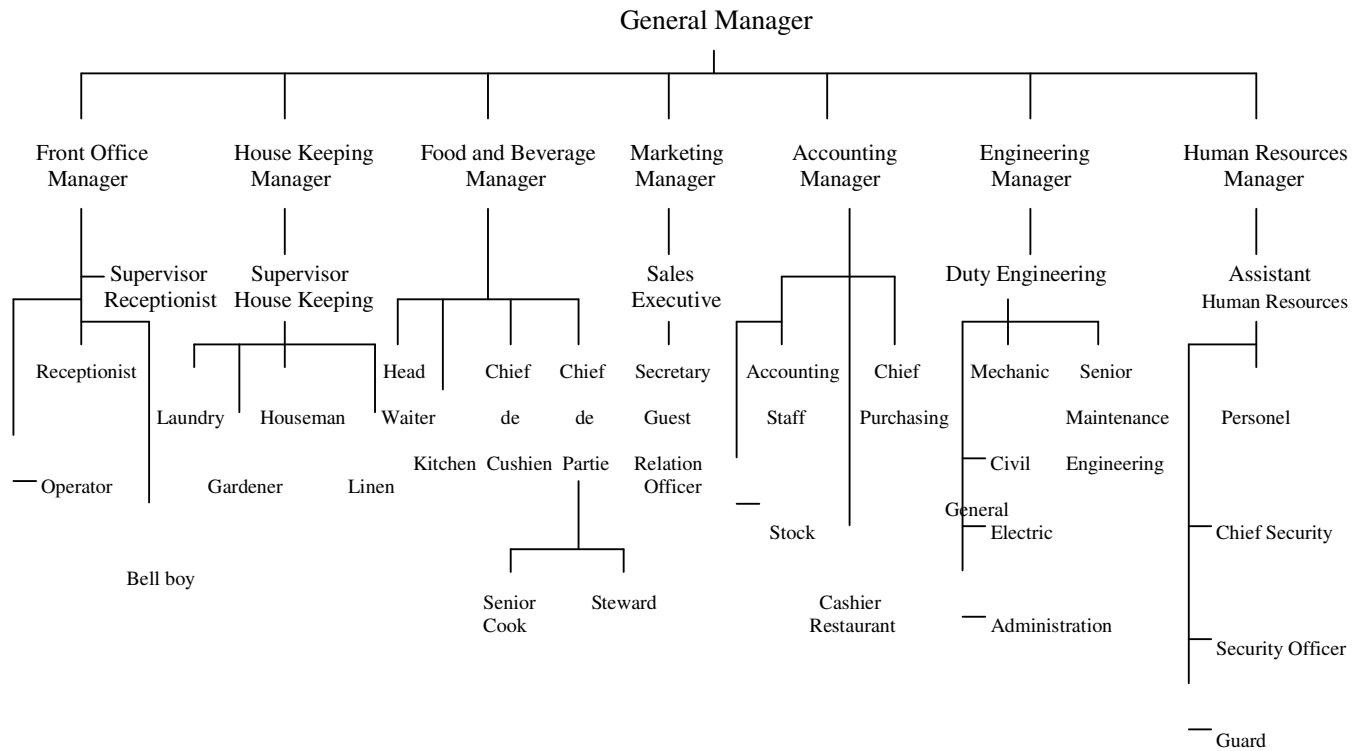 General Manager
Front Office House Keeping Food and Beverage Marketing Accounting Engineering Human Resources
Manager Manager Manager Manager Manager Manager Manager
Supervisor Supervisor Sales Duty Engineering Assistant
Receptionist House Keeping Executive Human Resources
Receptionist Head Chief Chief Secretary Accounting Chief Mechanic Senior
Laundry Houseman Waiter de de Guest Staff Purchasing Maintenance Personel
Kitchen Cushien Partie Relation Civil Engineering
Operator Gardener Linen Officer
General
Stock Electric Chief Security
Bell boy
Senior Steward Cashier
Cook Restaurant Administration
Security Officer
Guard